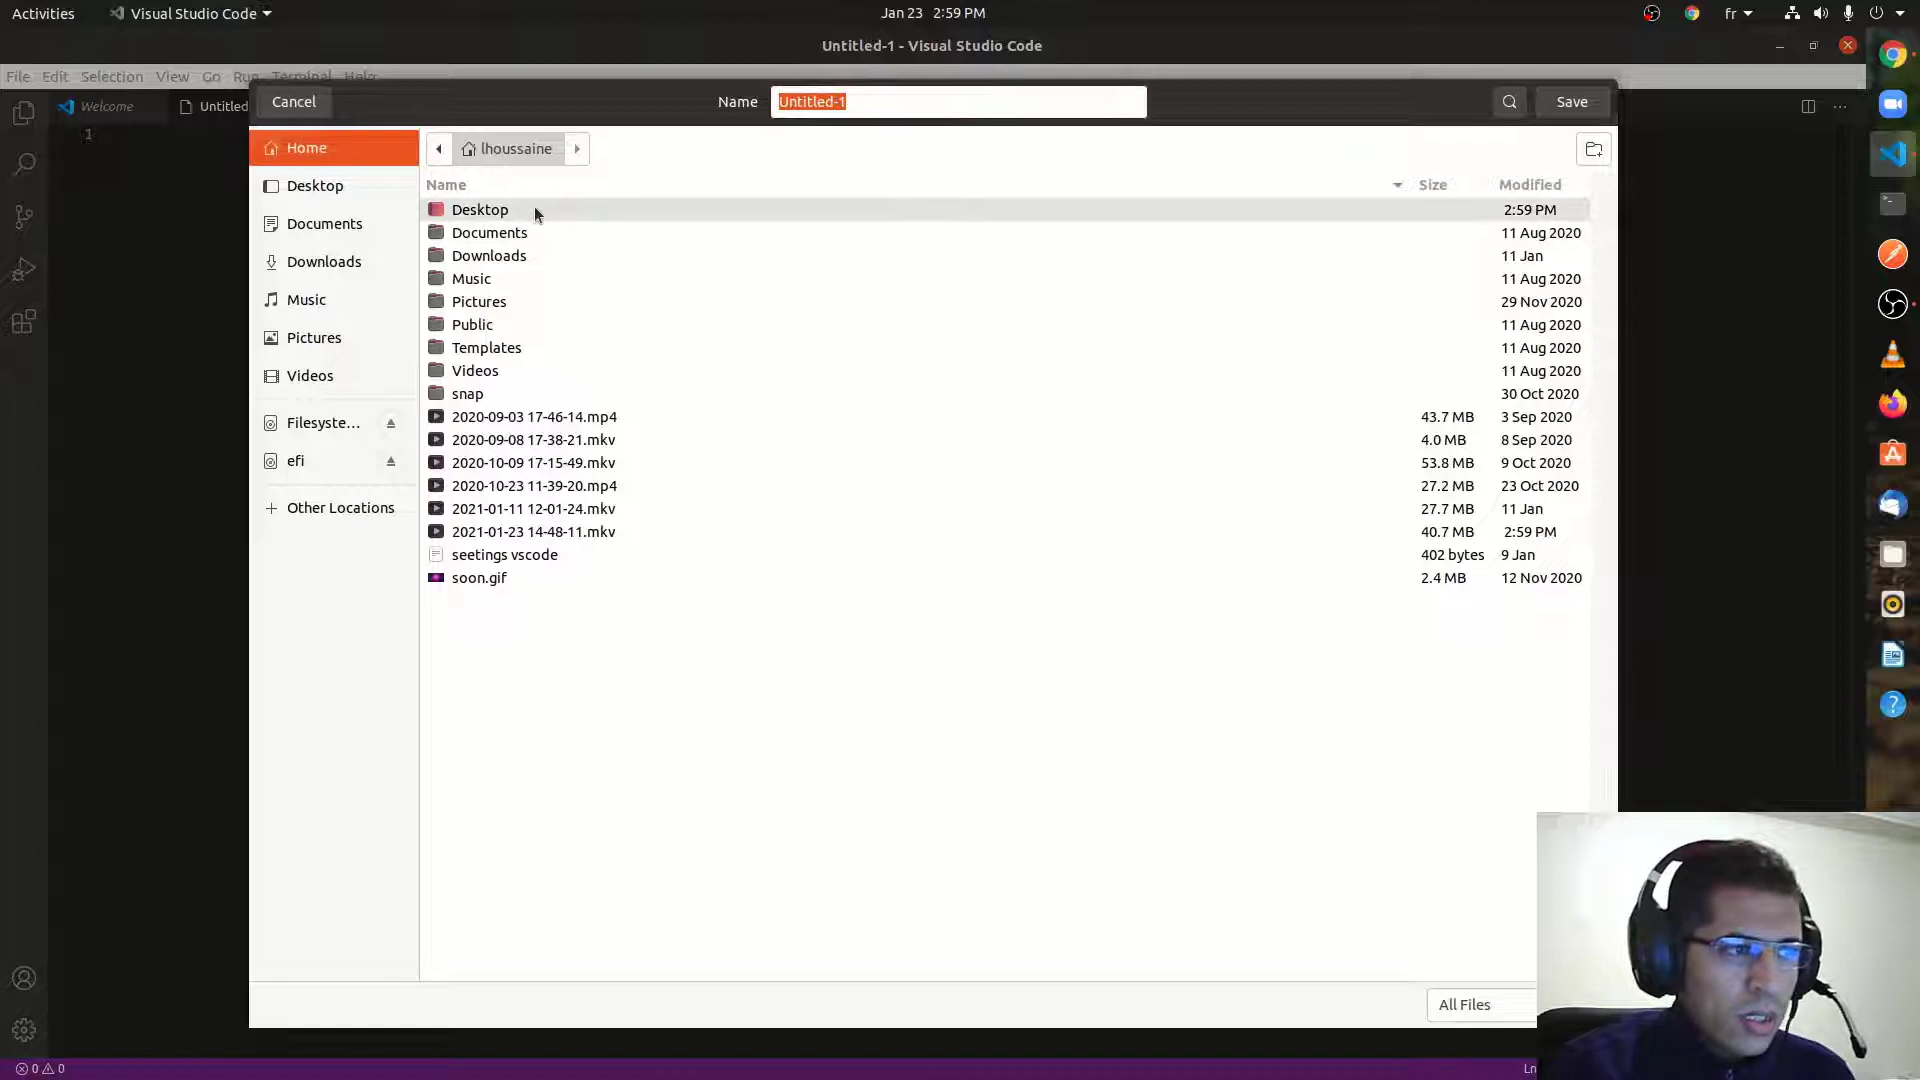 Activities
Visual Studio Code
Jan 23 2:59 PM
fr
Untitled-1 - Visual Studio Code
File Edit Selection View Go Run Terminal Help
Welcome
Untitled
1
Cancel
Name
Untitled-1
Save
Home
Desktop
Documents
Downloads
Music
Pictures
Videos
Filesyste...
efi
Other Locations
lhoussaine
Name Size Modified
Desktop 2:59 PM
Documents 11 Aug 2020
Downloads 11 Jan
Music 11 Aug 2020
Pictures 29 Nov 2020
Public 11 Aug 2020
Templates 11 Aug 2020
Videos 11 Aug 2020
snap 30 Oct 2020
2020-09-03 17-46-14.mp4 43.7 MB 3 Sep 2020
2020-09-08 17-38-21.mkv 4.0 MB 8 Sep 2020
2020-10-09 17-15-49.mkv 53.8 MB 9 Oct 2020
2020-10-23 11-39-20.mp4 27.2 MB 23 Oct 2020
2021-01-11 12-01-24.mkv 27.7 MB 11 Jan
2021-01-23 14-48-11.mkv 40.7 MB 2:59 PM
seetings vscode 402 bytes 9 Jan
soon.gif 2.4 MB 12 Nov 2020
All Files
0 0
Ln